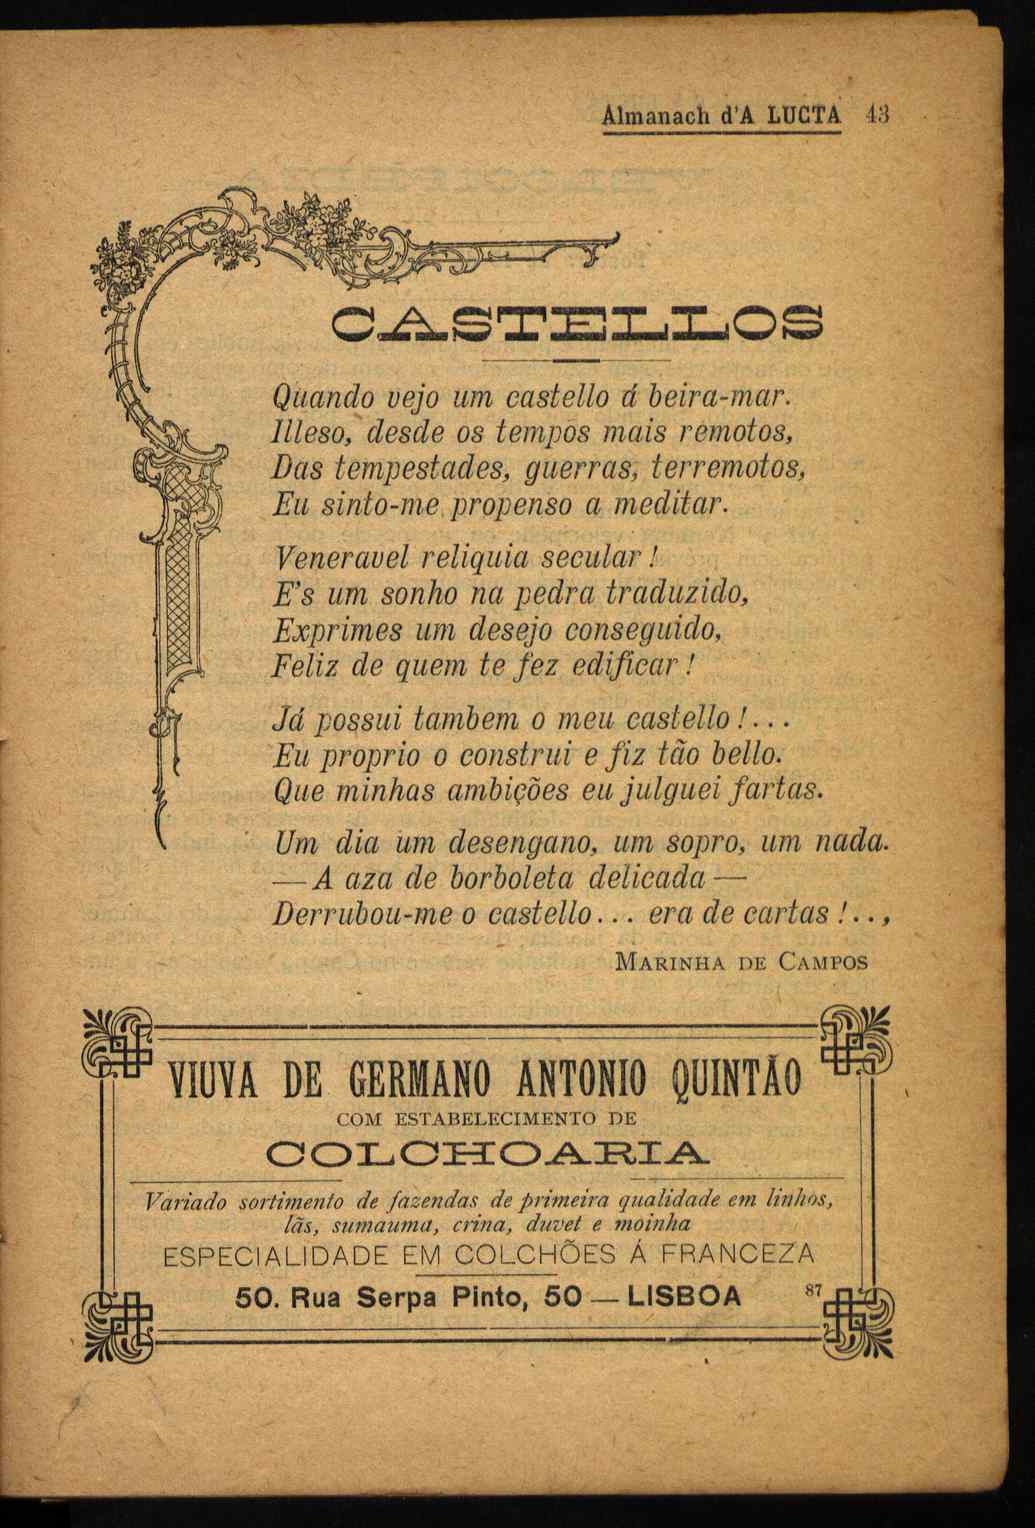 Almanach d'A LUCTA 43
CASTELLOS
Quando vejo um castello á beira-mar.
Illeso, desde os tempos mais remotos,
Das tempestades, guerras, terremotos,
Eu sinto-me propenso a meditar.
Veneravel reliquia secular!
E's um sonho na pedra traduzido,
Exprimes um desejo conseguido,
Feliz de quem te fez edificar!
Já possui tambem o meu castello!...
Eu proprio o construi e fiz tão bello.
Que minhas ambições eu julguei fartas.
Um dia um desengano, um sopro, um nada.
—A aza de borboleta delicada—
Derrubou-me o castello... era de cartas!..,
MARINHA DE CAMPOS
VIUVA DE GERMANO ANTONIO QUINTÃO
COM ESTABELECIMENTO DE
COLCHOARIA
Variado sortimento de fazendas de primeira qualidade em linhos,
lãs, sumauma, crina, duvet e moinha
ESPECIALIDADE EM COLCHÕES Á FRANCEZA
50. Rua Serpa Pinto, 50 — LISBOA 87